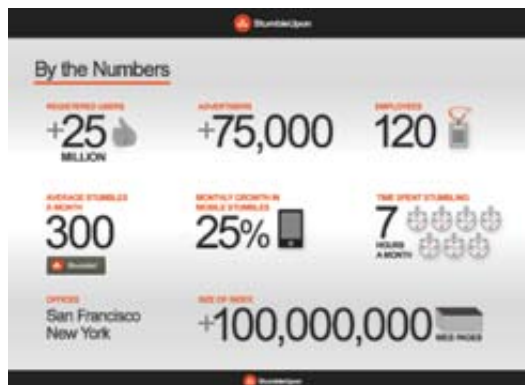 StumbleUpon
By the Numbers
REGISTERED USERS
+25
MILLION
ADVERTISERS
+75,000
EMPLOYEES
120
AVERAGE STUMBLES
A MONTH
300
Stumble!
MONTHLY GROWTH IN
MOBILE STUMBLES
25%
TIME SPENT STUMBLING
7
HOURS
A MONTH
OFFICES
San Francisco
New York
SIZE OF INDEX
+100,000,000
WEB PAGES
StumbleUpon